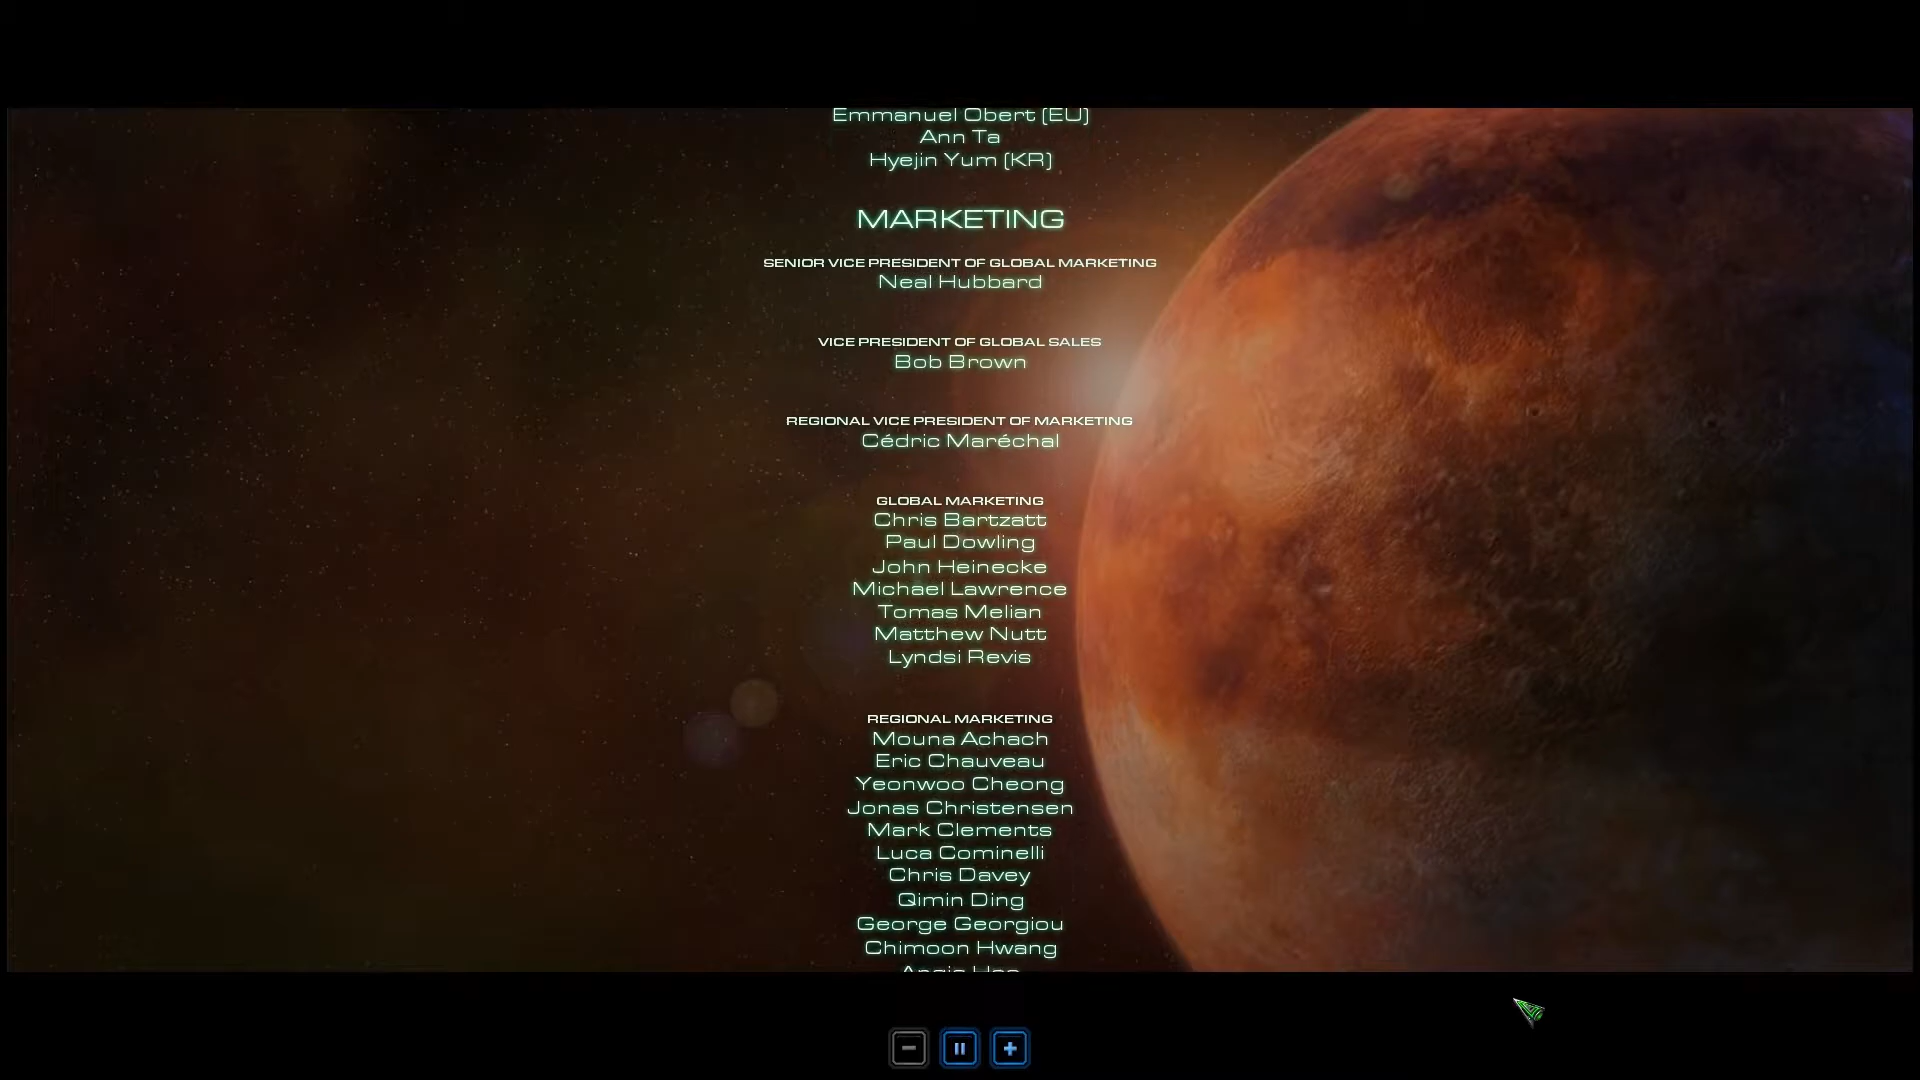 Emmanuel Obert (EU)
Ann Ta
Hyejin Yum (KR)
MARKETING
SENIOR VICE PRESIDENT OF GLOBAL MARKETING
Neal Hubbard
VICE PRESIDENT OF GLOBAL SALES
Bob Brown
REGIONAL VICE PRESIDENT OF MARKETING
Cédric Maréchal
GLOBAL MARKETING
Chris Bartzatt
Paul Dowling
John Heinecke
Michael Lawrence
Tomas Melian
Matthew Nutt
Lyndsi Revis
REGIONAL MARKETING
Mouna Achach
Eric Chauveau
Yeonwoo Cheong
Jonas Christensen
Mark Clements
Luca Cominelli
Chris Davey
Qimin Ding
George Georgiou
Chimoon Hwang